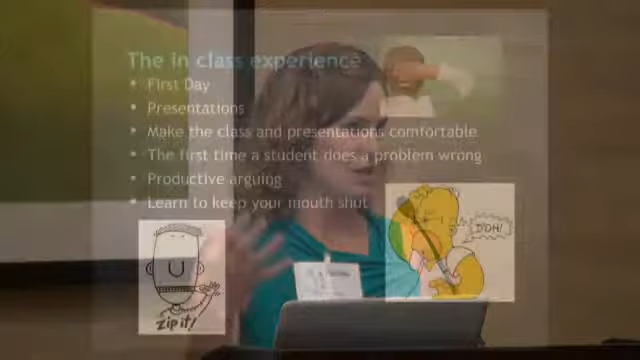 The in class experience
• First Day
• Presentations
• Make the class and presentations comfortable
• The first time a student does a problem wrong
• Productive arguing
• Learn to keep your mouth shut
DOH!
zip it!